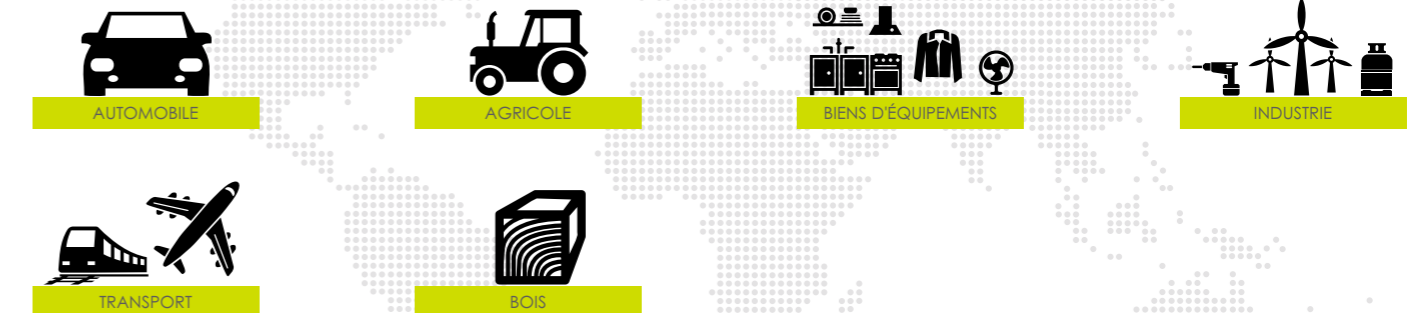 AUTOMOBILE
AGRICOLE
BIENS D'ÉQUIPEMENTS
INDUSTRIE
TRANSPORT
BOIS